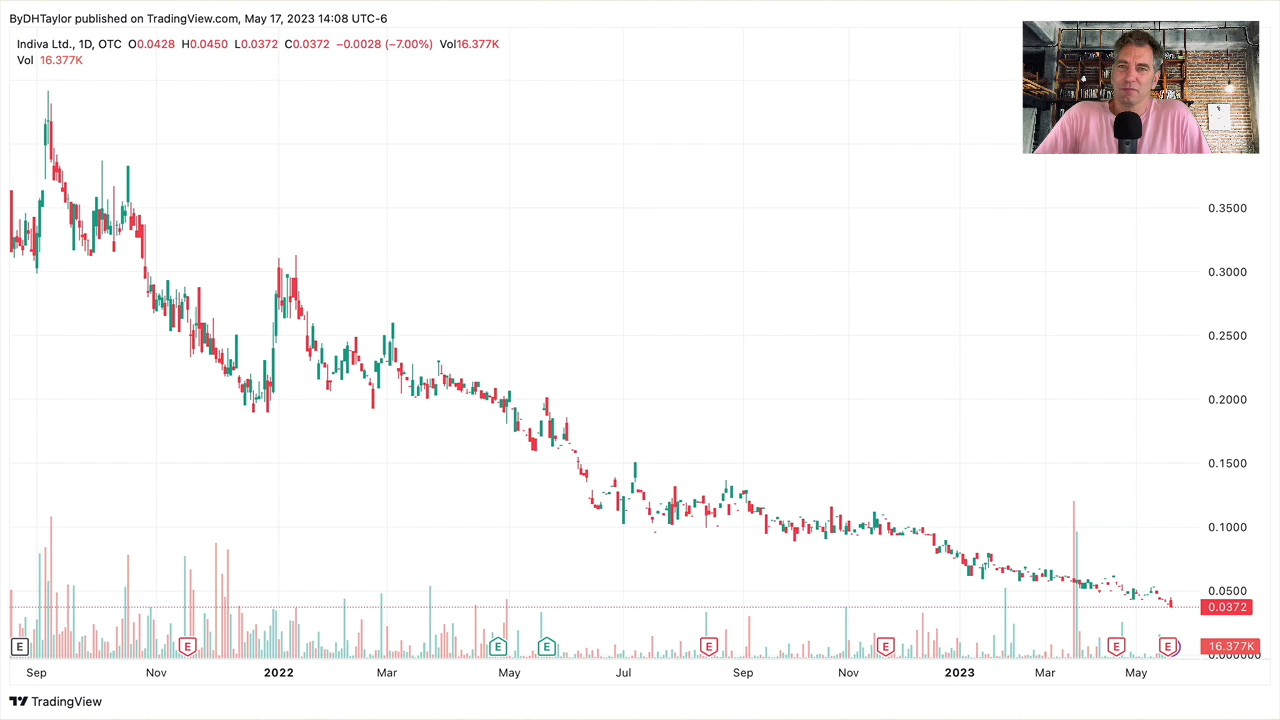 ByDHTaylor published on TradingView.com, May 17, 2023 14:08 UTC-6
Indiva Ltd., 1D, OTC O0.0428 H0.0450 L0.0372 C0.0372 −0.0028 (−7.00%) Vol16.377K
Vol 16.377K
0.3500
0.3000
0.2500
0.2000
0.1500
0.1000
0.0500
0.0372
E E E E E E E E
16.377K
Sep Nov 2022 Mar May Jul Sep Nov 2023 Mar May
TradingView